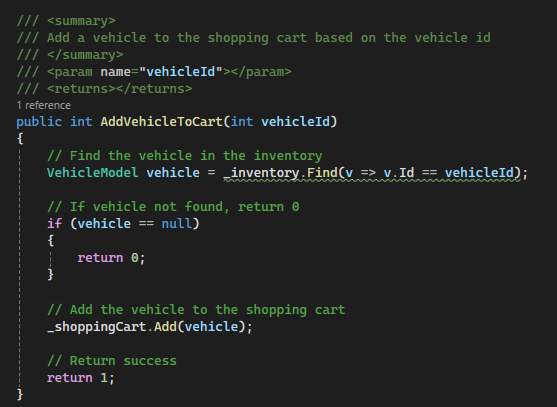 /// <summary>
/// Add a vehicle to the shopping cart based on the vehicle id
/// </summary>
/// <param name="vehicleId"></param>
/// <returns></returns>
1 reference
public int AddVehicleToCart(int vehicleId)
{
    // Find the vehicle in the inventory
    VehicleModel vehicle = _inventory.Find(v => v.Id == vehicleId);

    // If vehicle not found, return 0
    if (vehicle == null)
    {
        return 0;
    }

    // Add the vehicle to the shopping cart
    _shoppingCart.Add(vehicle);

    // Return success
    return 1;
}